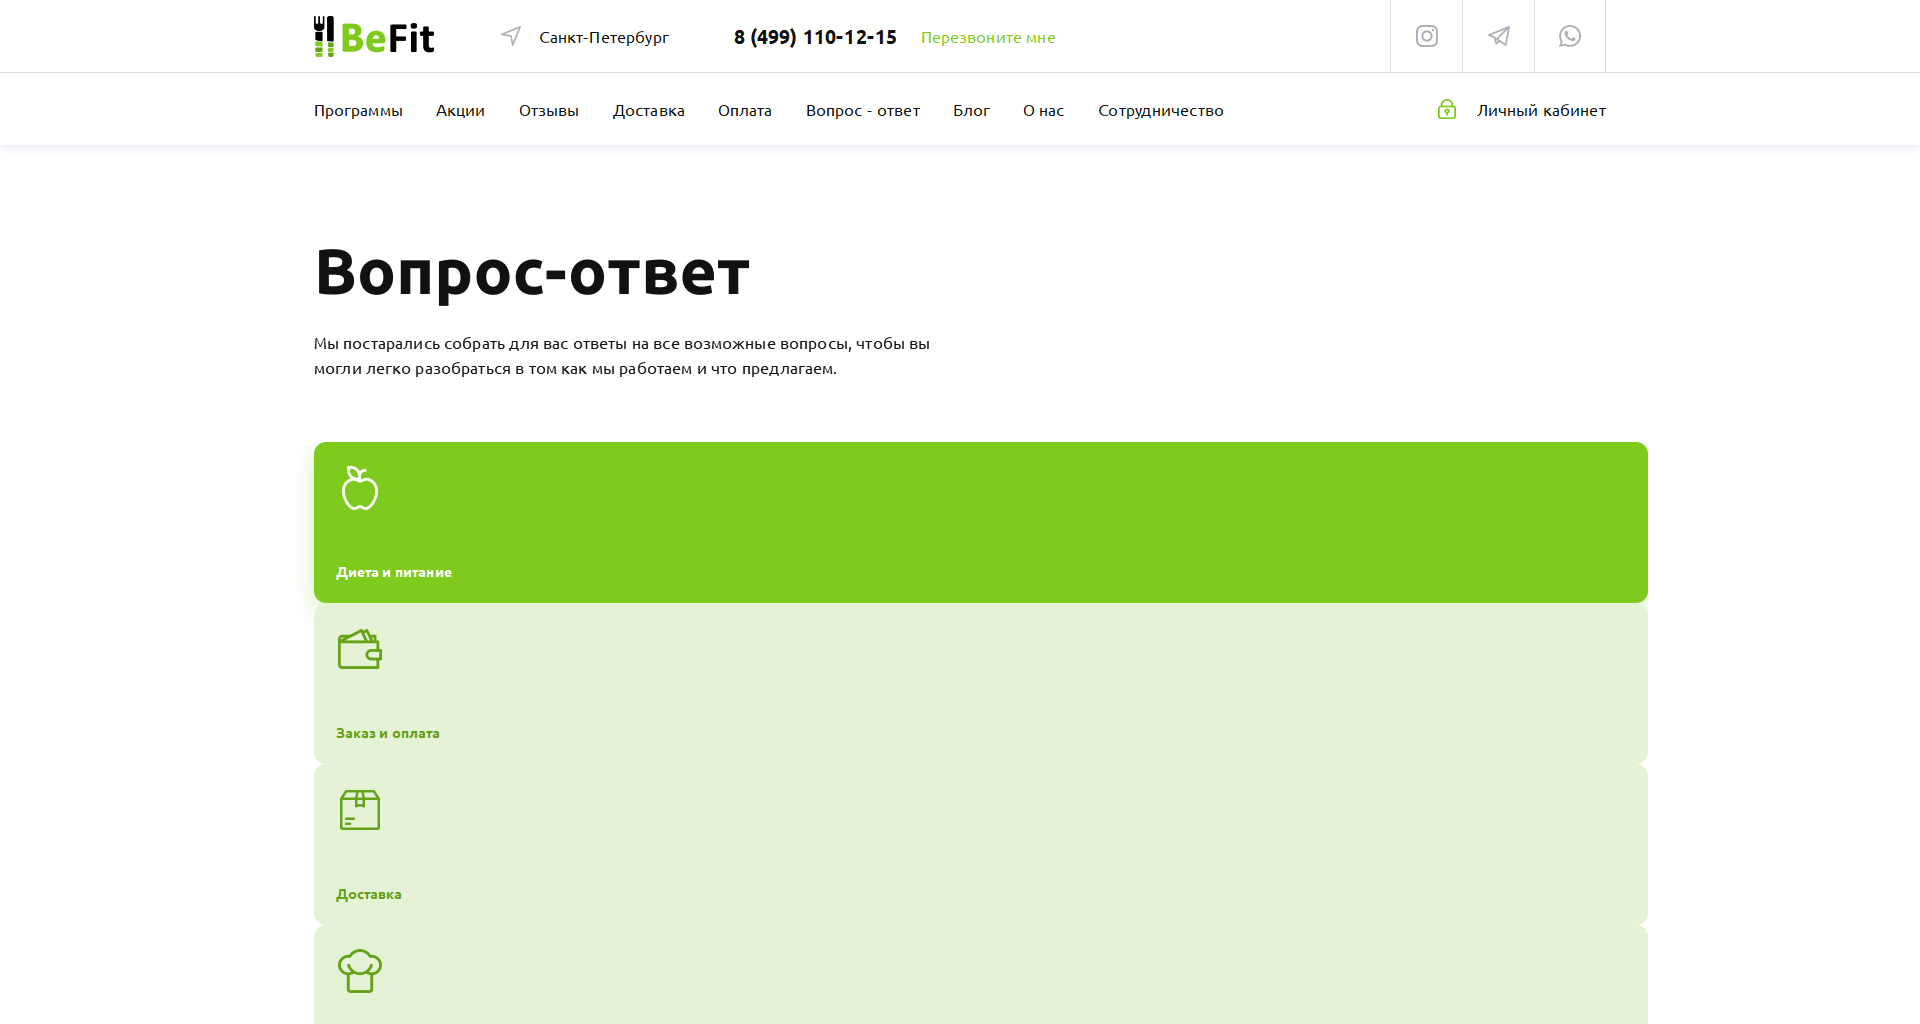 BeFit
Санкт-Петербург
8 (499) 110-12-15
Перезвоните мне
Программы
Акции
Отзывы
Доставка
Оплата
Вопрос - ответ
Блог
О нас
Сотрудничество
Личный кабинет
Вопрос-ответ
Мы постарались собрать для вас ответы на все возможные вопросы, чтобы вы
могли легко разобраться в том как мы работаем и что предлагаем.
Диета и питание
Заказ и оплата
Доставка